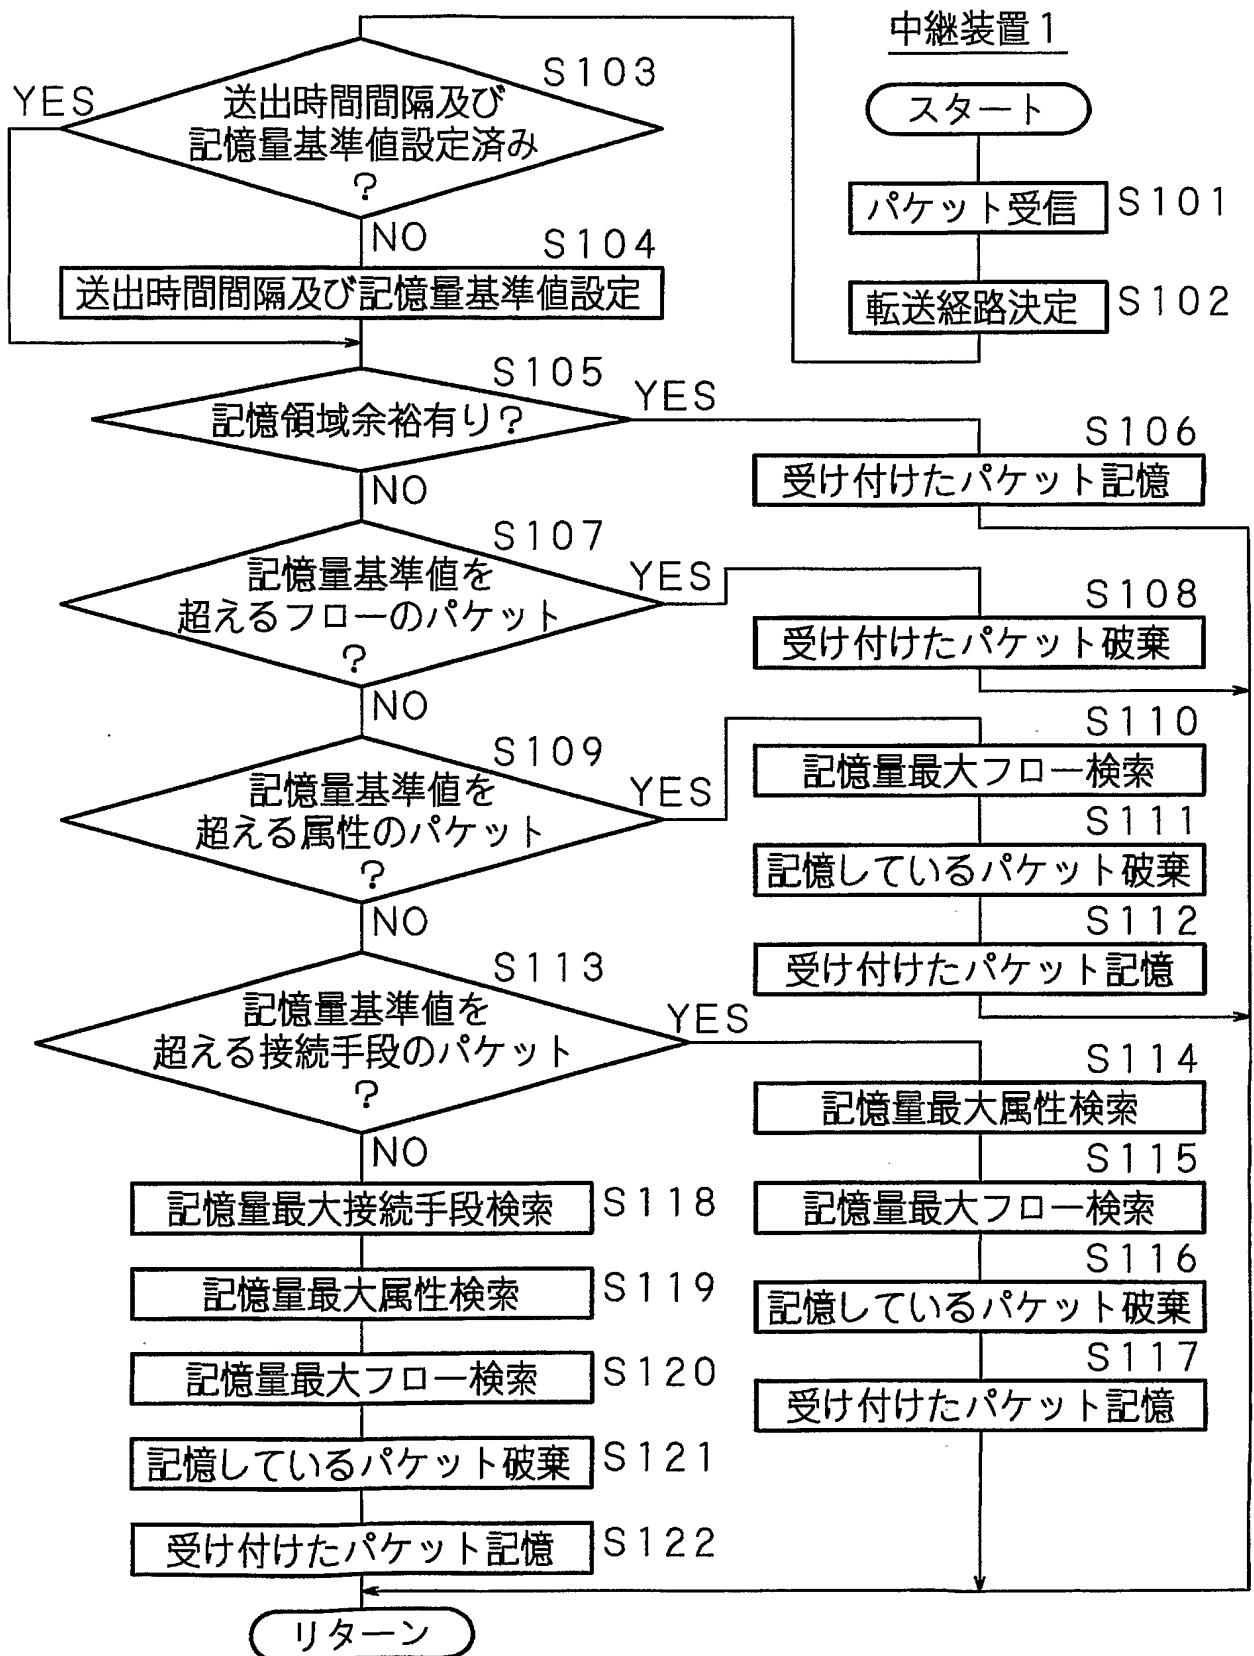 中継装置1
スタート
パケット受信
S101
転送経路決定
S102
S103
送出時間間隔及び
記憶量基準値設定済み
?
YES
NO
S104
送出時間間隔及び記憶量基準値設定
S105
記憶領域余裕有り?
YES
NO
S106
受け付けたパケット記憶
S107
記憶量基準値を
超えるフローのパケット
?
YES
NO
S108
受け付けたパケット破棄
S109
記憶量基準値を
超える属性のパケット
?
YES
NO
S110
記憶量最大フロー検索
S111
記憶しているパケット破棄
S112
受け付けたパケット記憶
S113
記憶量基準値を
超える接続手段のパケット
?
YES
NO
S114
記憶量最大属性検索
S115
記憶量最大フロー検索
S116
記憶しているパケット破棄
S117
受け付けたパケット記憶
記憶量最大接続手段検索
S118
記憶量最大属性検索
S119
記憶量最大フロー検索
S120
記憶しているパケット破棄
S121
受け付けたパケット記憶
S122
リターン